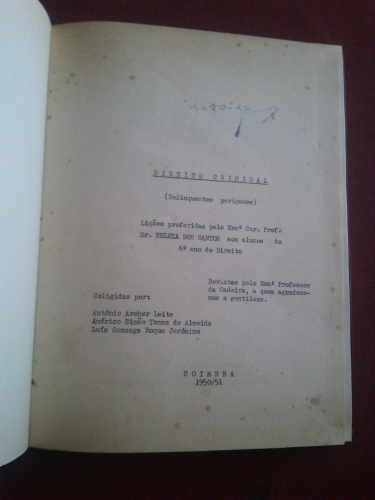 DIREITO CRIMINAL
(Delinquentes perigosos)
Lições proferidas pelo Exmº Snr. Prof.
Dr. BELEZA DOS SANTOS aos alunos do
6º ano de Direito
Revistas pelo Exmº Professor
da Cadeira, a quem agradece-
mos a gentileza.
Coligidas por:
António Archer Leite
Américo Simão Tomaz de Almeida
Luís Gonzaga Roque Jerónimo
COIMBRA
1950/51